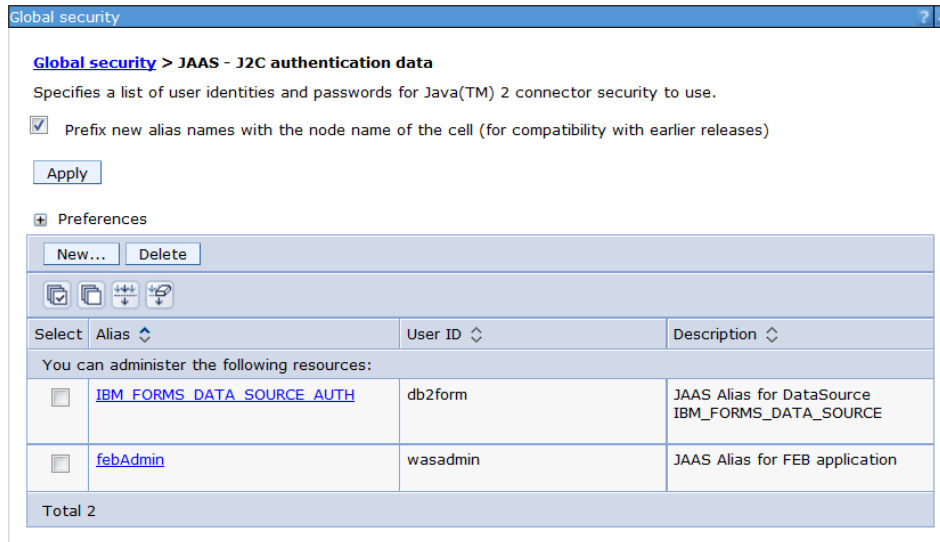 Global security
?
Global security > JAAS - J2C authentication data
Specifies a list of user identities and passwords for Java(TM) 2 connector security to use.
Prefix new alias names with the node name of the cell (for compatibility with earlier releases)
Apply
Preferences
New... Delete
Select Alias User ID Description
You can administer the following resources:
IBM_FORMS_DATA_SOURCE_AUTH db2form JAAS Alias for DataSource
IBM_FORMS_DATA_SOURCE
febAdmin wasadmin JAAS Alias for FEB application
Total 2